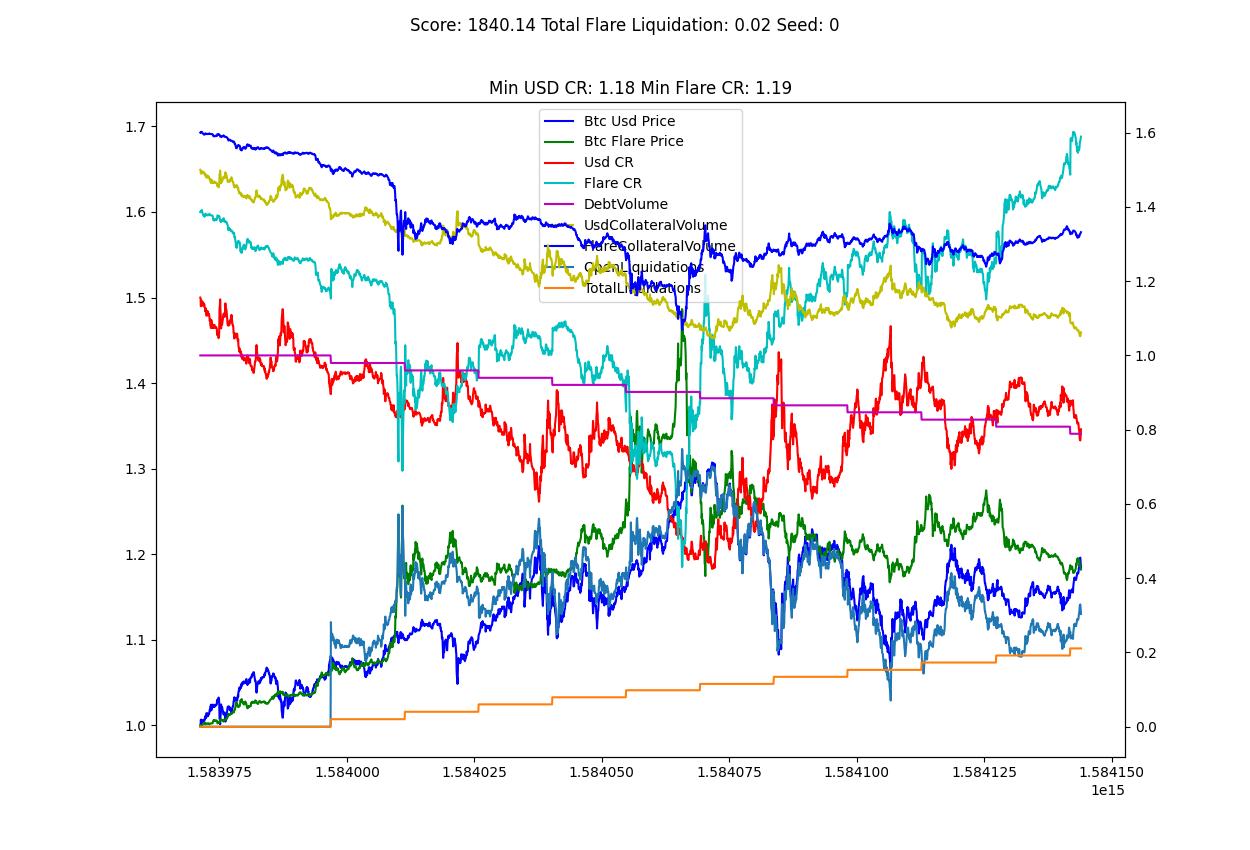 Score: 1840.14 Total Flare Liquidation: 0.02 Seed: 0
Min USD CR: 1.18 Min Flare CR: 1.19
Btc Usd Price
Btc Flare Price
Usd CR
Flare CR
DebtVolume
UsdCollateralVolume
FlareCollateralVolume
OpenLiquidations
TotalLiquidations
1.7
1.6
1.5
1.4
1.3
1.2
1.1
1.0
1.6
1.4
1.2
1.0
0.8
0.6
0.4
0.2
0.0
1.583975 1.584000 1.584025 1.584050 1.584075 1.584100 1.584125 1.584150
1e15